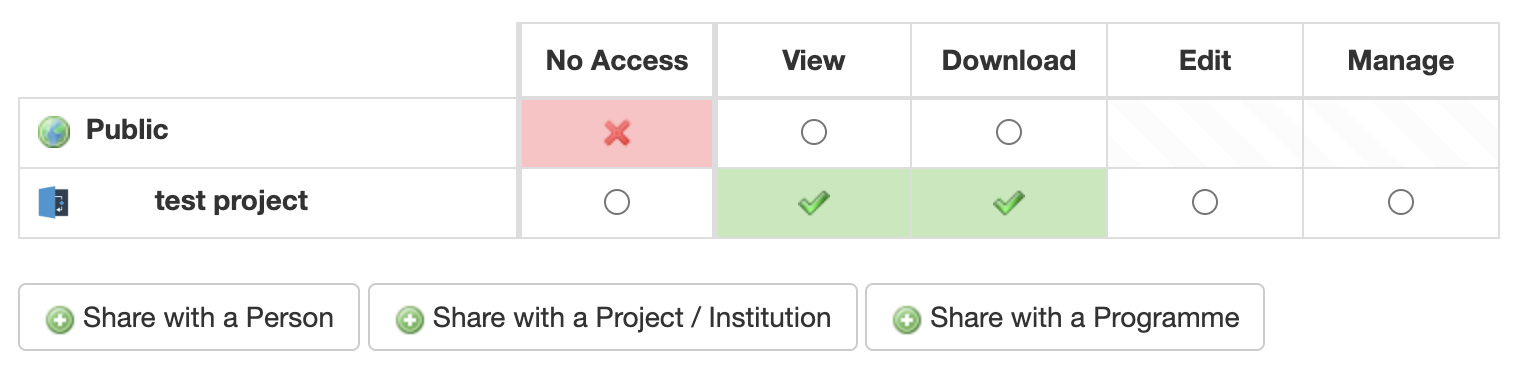 No Access View Download Edit Manage
Public
test project
Share with a Person Share with a Project / Institution Share with a Programme